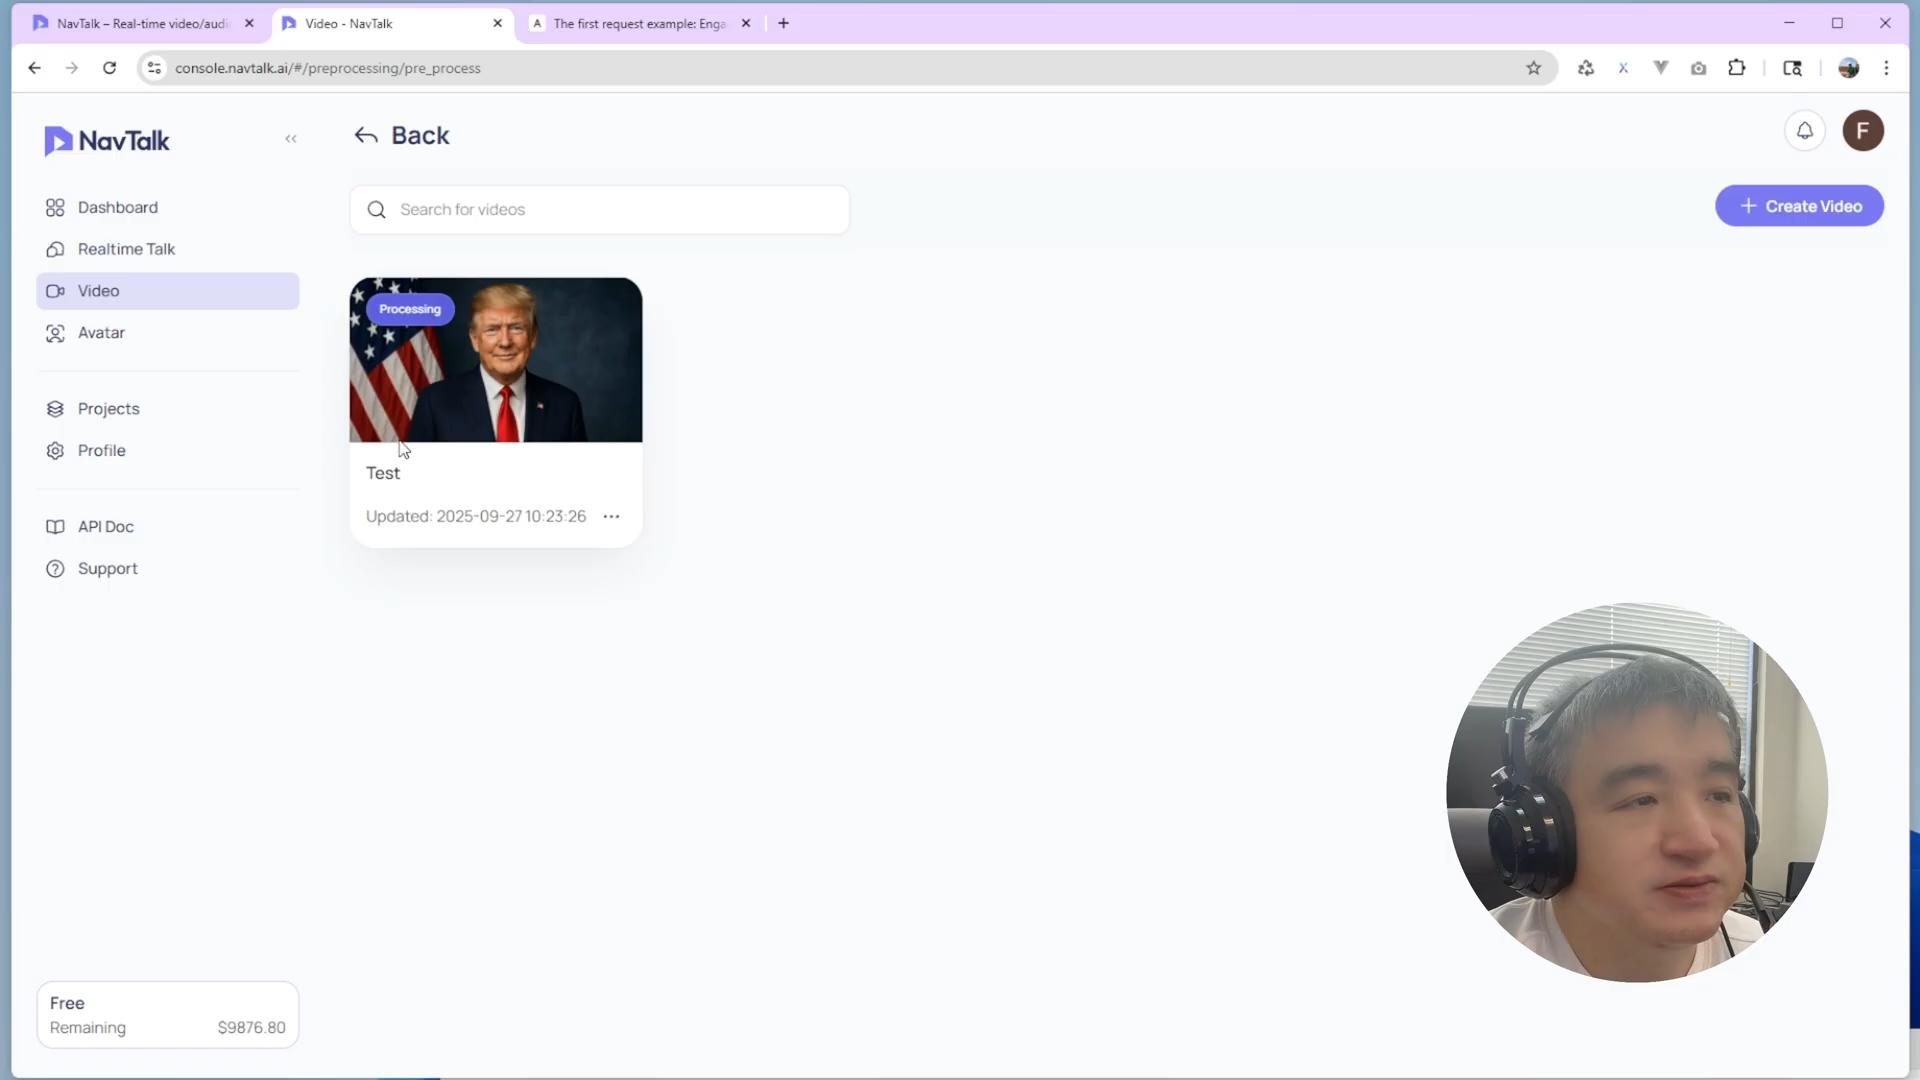 NavTalk – Real-time video/audi
Video - NavTalk
A
The first request example: Enga
console.navtalk.ai/#/preprocessing/pre_process
NavTalk
Back
F
Search for videos
Create Video
Dashboard
Realtime Talk
Video
Avatar
Projects
Profile
API Doc
Support
Processing
Test
Updated: 2025-09-27 10:23:26
Free
Remaining $9876.80